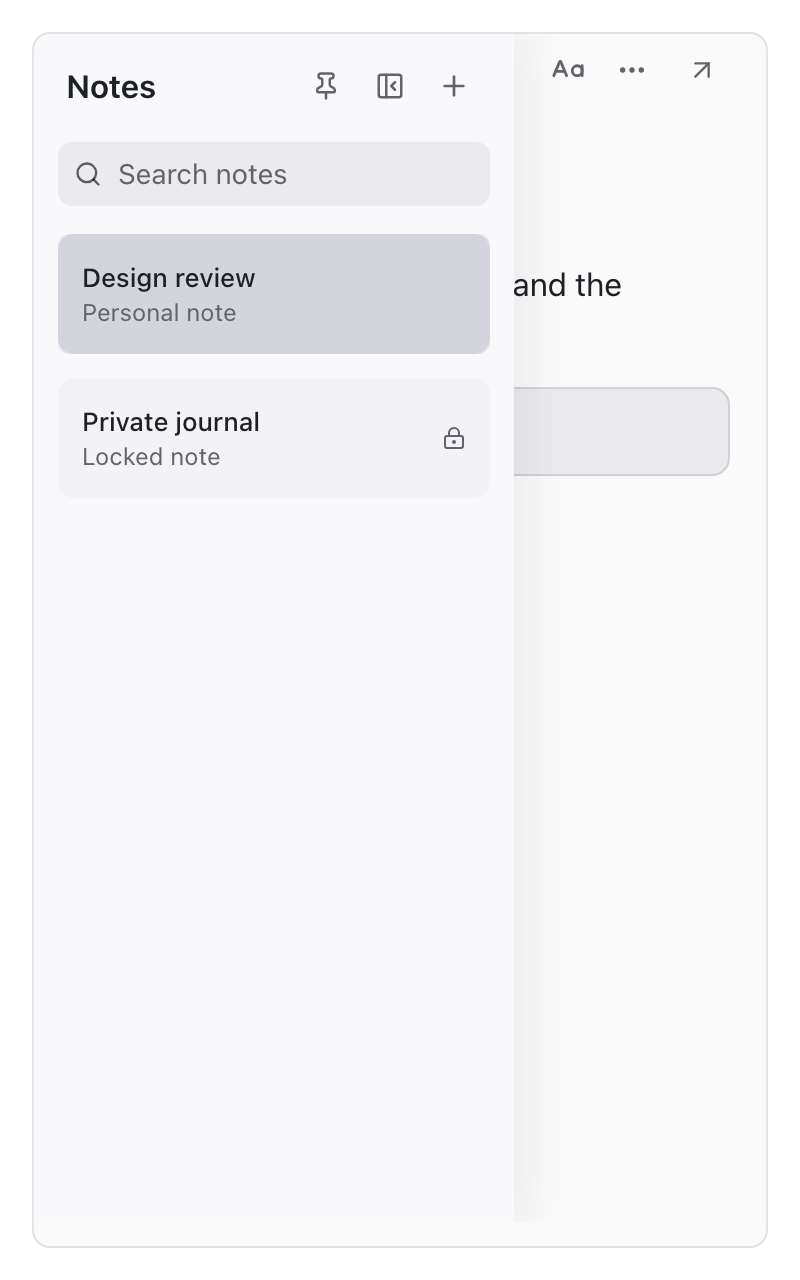 Notes
Aa
Search notes
Design review
Personal note
and the
Private journal
Locked note